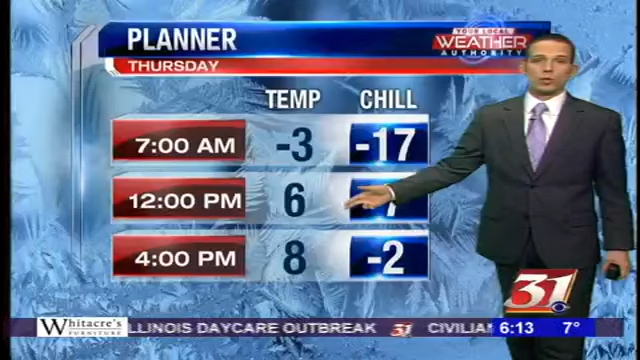 PLANNER
YOUR LOCAL
WEATHER
AUTHORITY
THURSDAY
TEMP CHILL
7:00 AM -3 -17
12:00 PM 6
4:00 PM 8 -2
31
Whitacre's
FURNITURE
ILLINOIS DAYCARE OUTBREAK 31 CIVILIAN
6:13 7°